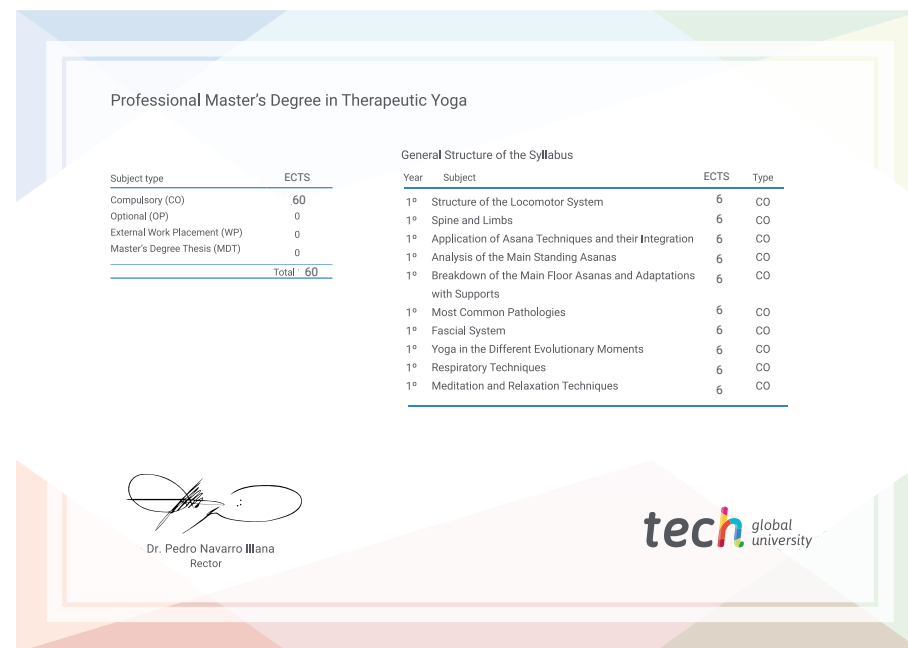 Professional Master's Degree in Therapeutic Yoga
Subject type ECTS
Compulsory (CO) 60
Optional (OP) 0
External Work Placement (WP) 0
Master's Degree Thesis (MDT) 0
Total 60
General Structure of the Syllabus
Year Subject ECTS Type
1º Structure of the Locomotor System 6 CO
1º Spine and Limbs 6 CO
1º Application of Asana Techniques and their Integration 6 CO
1º Analysis of the Main Standing Asanas 6 CO
1º Breakdown of the Main Floor Asanas and Adaptations 6 CO
with Supports
1º Most Common Pathologies 6 CO
1º Fascial System 6 CO
1º Yoga in the Different Evolutionary Moments 6 CO
1º Respiratory Techniques 6 CO
1º Meditation and Relaxation Techniques 6 CO
Dr. Pedro Navarro Illana
Rector
tech global
university